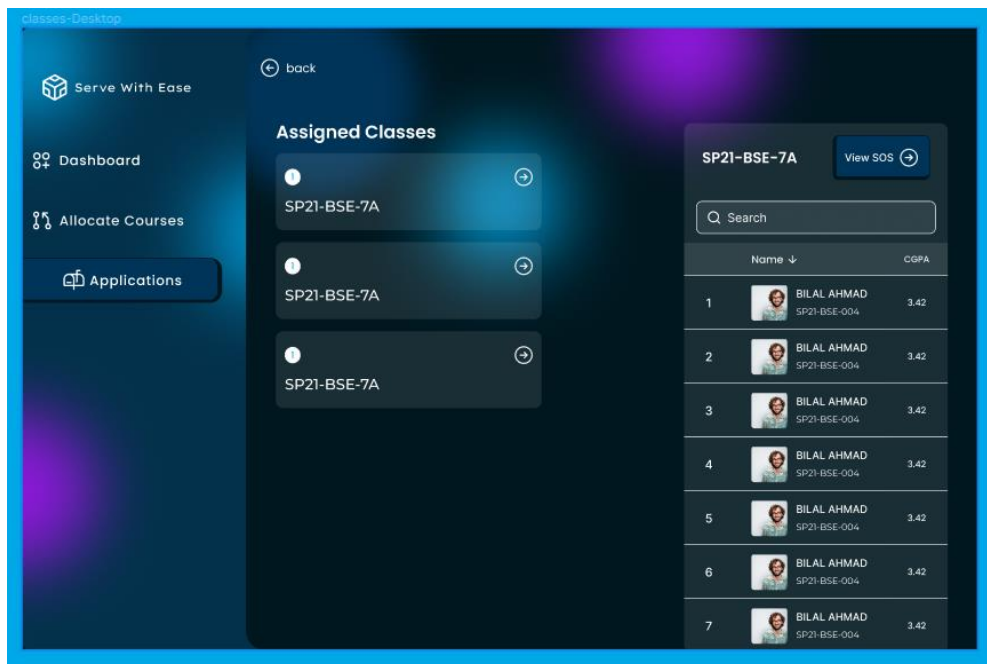 classes-Desktop
Serve With Ease
Dashboard
Allocate Courses
Applications
back
Assigned Classes
1
SP21-BSE-7A
1
SP21-BSE-7A
1
SP21-BSE-7A
SP21-BSE-7A View SOS
Search
Name CGPA
1 BILAL AHMAD 3.42
SP21-BSE-004
2 BILAL AHMAD 3.42
SP21-BSE-004
3 BILAL AHMAD 3.42
SP21-BSE-004
4 BILAL AHMAD 3.42
SP21-BSE-004
5 BILAL AHMAD 3.42
SP21-BSE-004
6 BILAL AHMAD 3.42
SP21-BSE-004
7 BILAL AHMAD 3.42
SP21-BSE-004